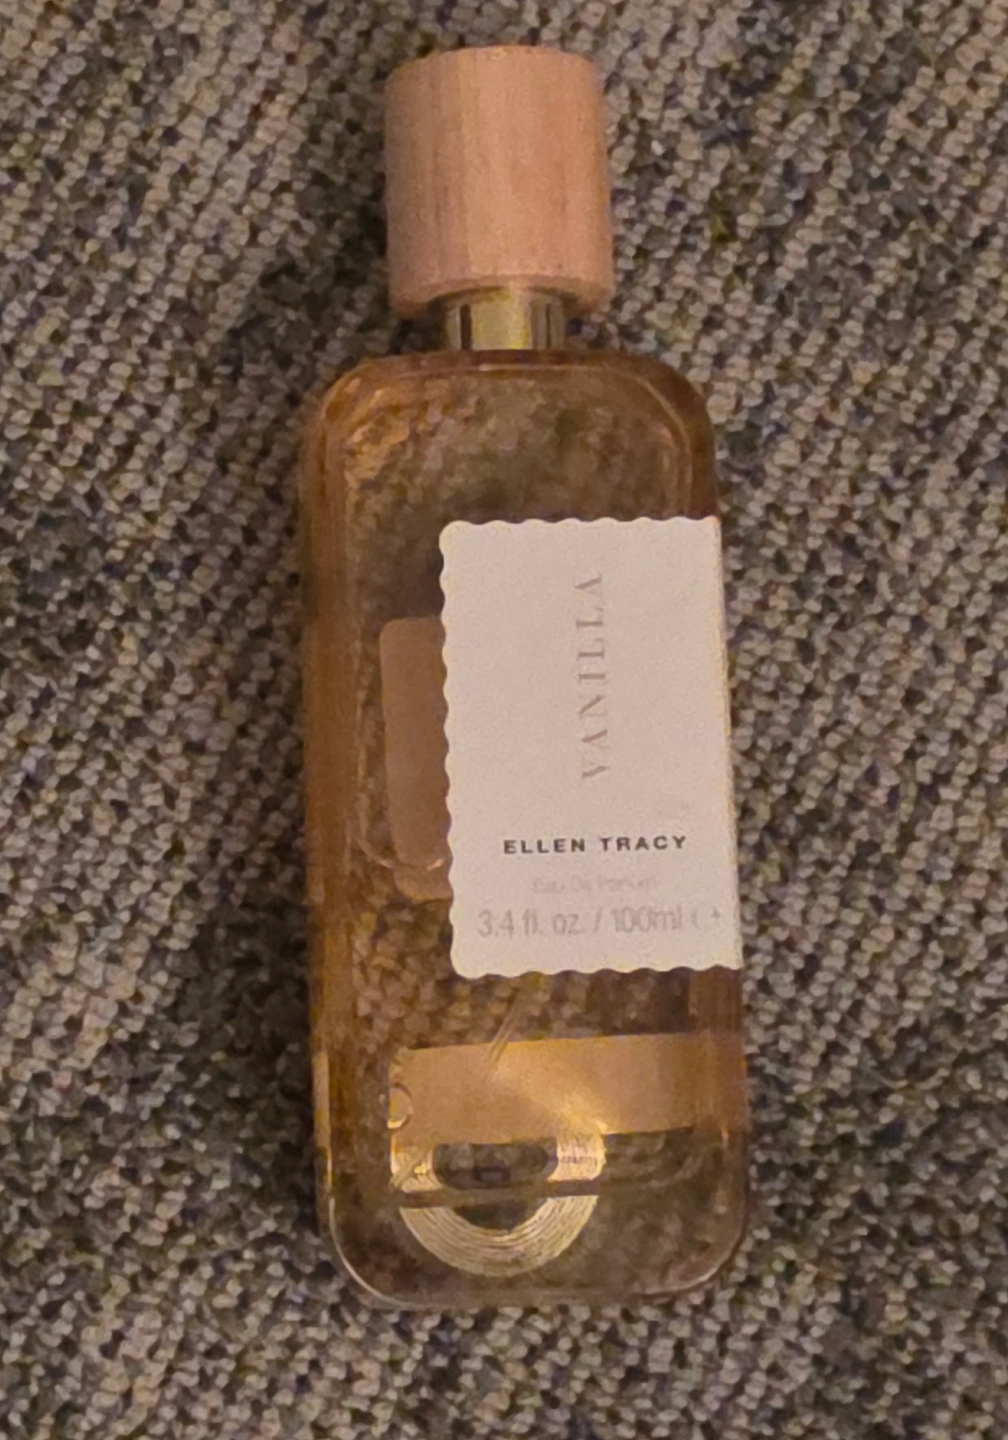 VANILLA
ELLEN TRACY
Eau De Parfum
3.4 fl. oz. / 100ml